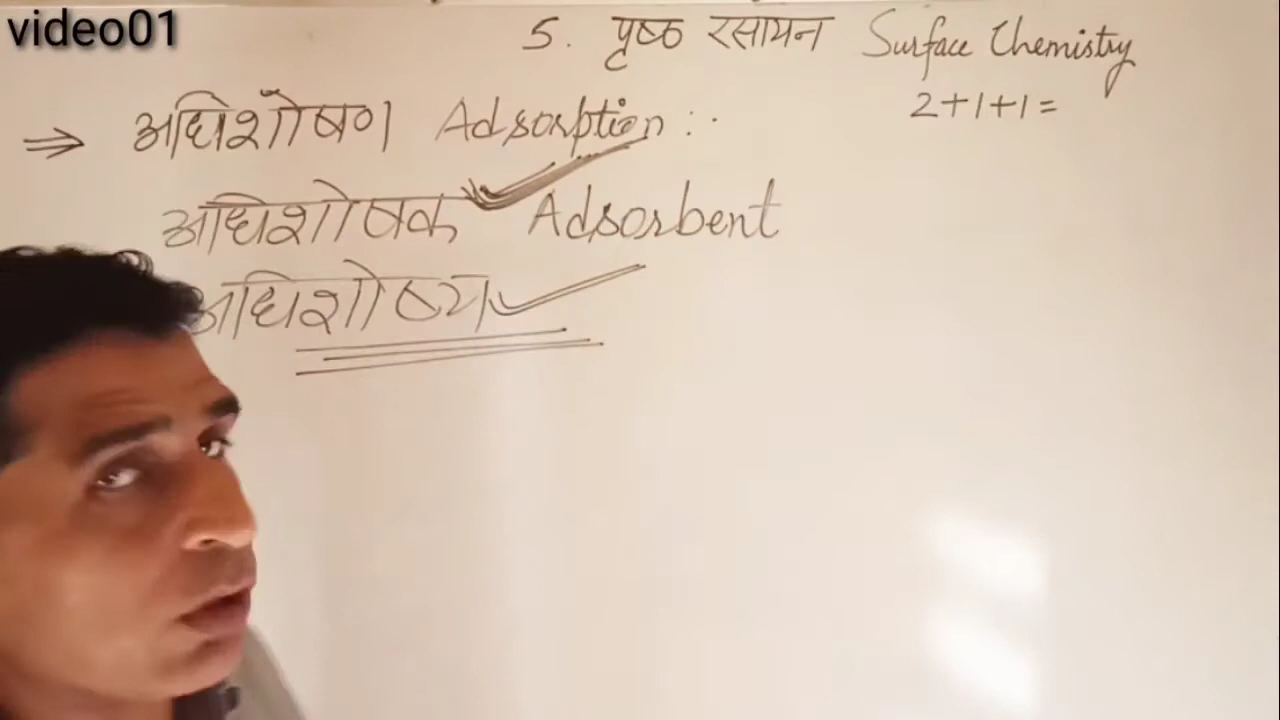 video01
5. पृष्ठ रसायन Surface Chemistry
2+1+1=
⇒ अधिशोषण Adsorption :-
अधिशोषक Adsorbent
अधिशोष्य